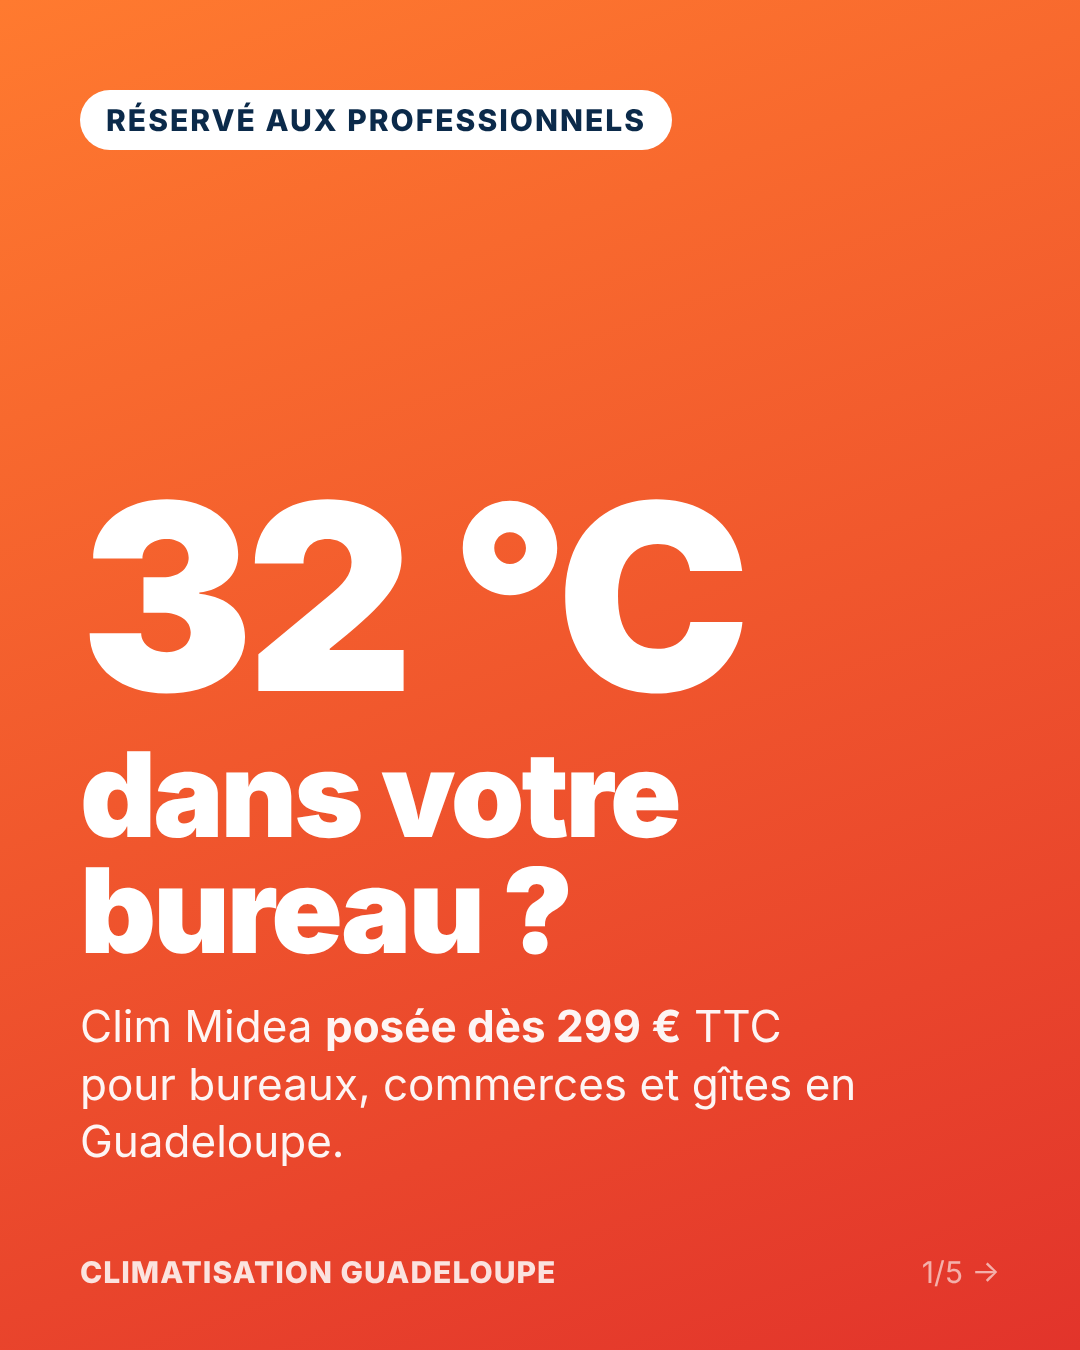 RÉSERVÉ AUX PROFESSIONNELS
32 °C
dans votre
bureau ?
Clim Midea posée dès 299 € TTC
pour bureaux, commerces et gîtes en
Guadeloupe.
CLIMATISATION GUADELOUPE
1/5 →